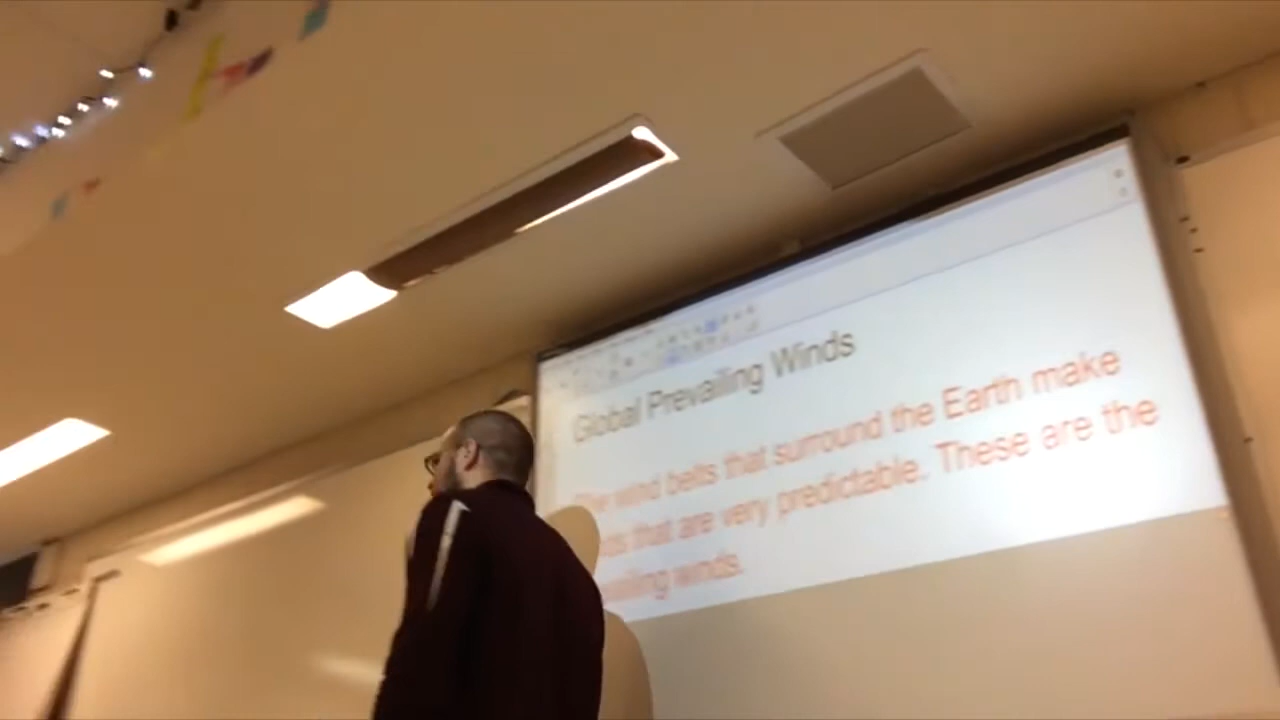 Global Prevailing Winds
The wind belts that surround the Earth make
that are very predictable. These are the
winds.